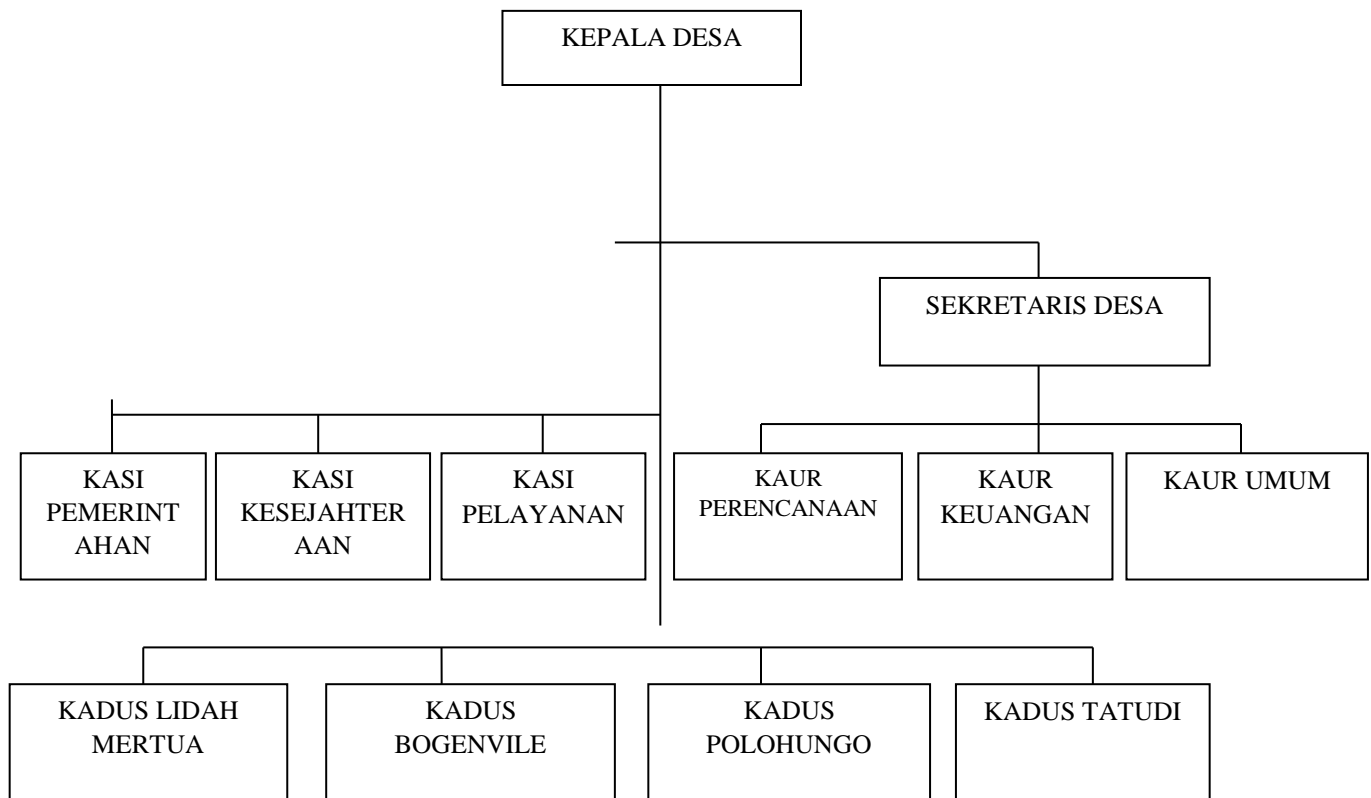 KEPALA DESA
SEKRETARIS DESA
KASI
PEMERINT
AHAN
KASI
KESEJAHTER
AAN
KASI
PELAYANAN
KAUR
PERENCANAAN
KAUR
KEUANGAN
KAUR UMUM
KADUS LIDAH
MERTUA
KADUS
BOGENVILE
KADUS
POLOHUNGO
KADUS TATUDI